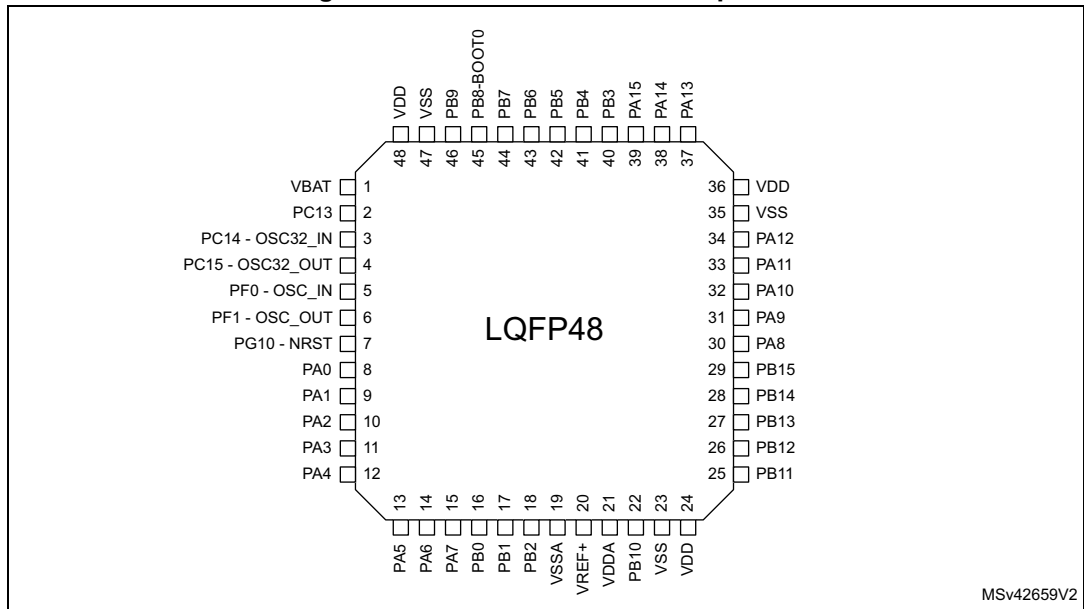 VDD
VSS
PB9
PB8-BOOT0
PB7
PB6
PB5
PB4
PB3
PA15
PA14
PA13
48
47
46
45
44
43
42
41
40
39
38
37
VBAT 1
PC13 2
PC14 - OSC32_IN 3
PC15 - OSC32_OUT 4
PF0 - OSC_IN 5
PF1 - OSC_OUT 6
PG10 - NRST 7
PA0 8
PA1 9
PA2 10
PA3 11
PA4 12
LQFP48
36 VDD
35 VSS
34 PA12
33 PA11
32 PA10
31 PA9
30 PA8
29 PB15
28 PB14
27 PB13
26 PB12
25 PB11
13
14
15
16
17
18
19
20
21
22
23
24
PA5
PA6
PA7
PB0
PB1
PB2
VSSA
VREF+
VDDA
PB10
VSS
VDD
MSv42659V2